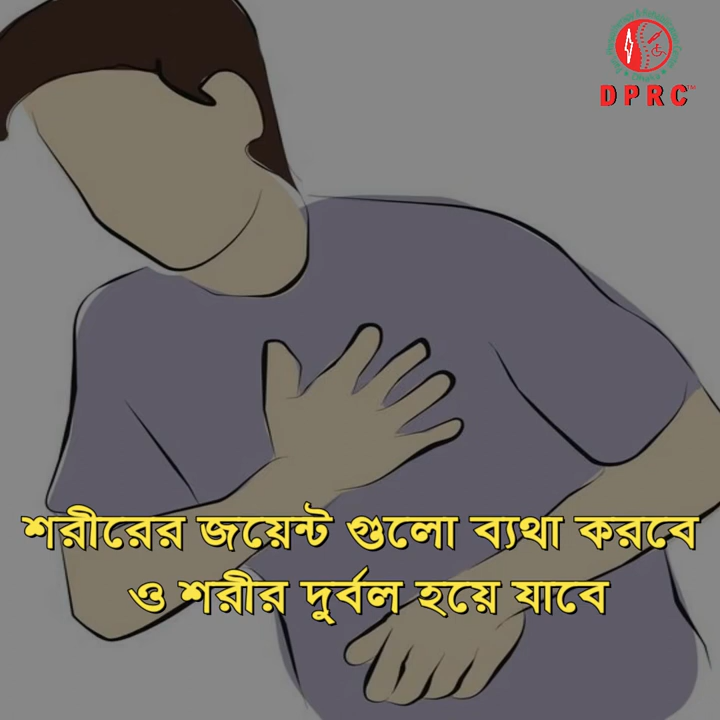 DPRC
শরীরের জয়েন্ট গুলো ব্যথা করবে
ও শরীর দুর্বল হয়ে যাবে